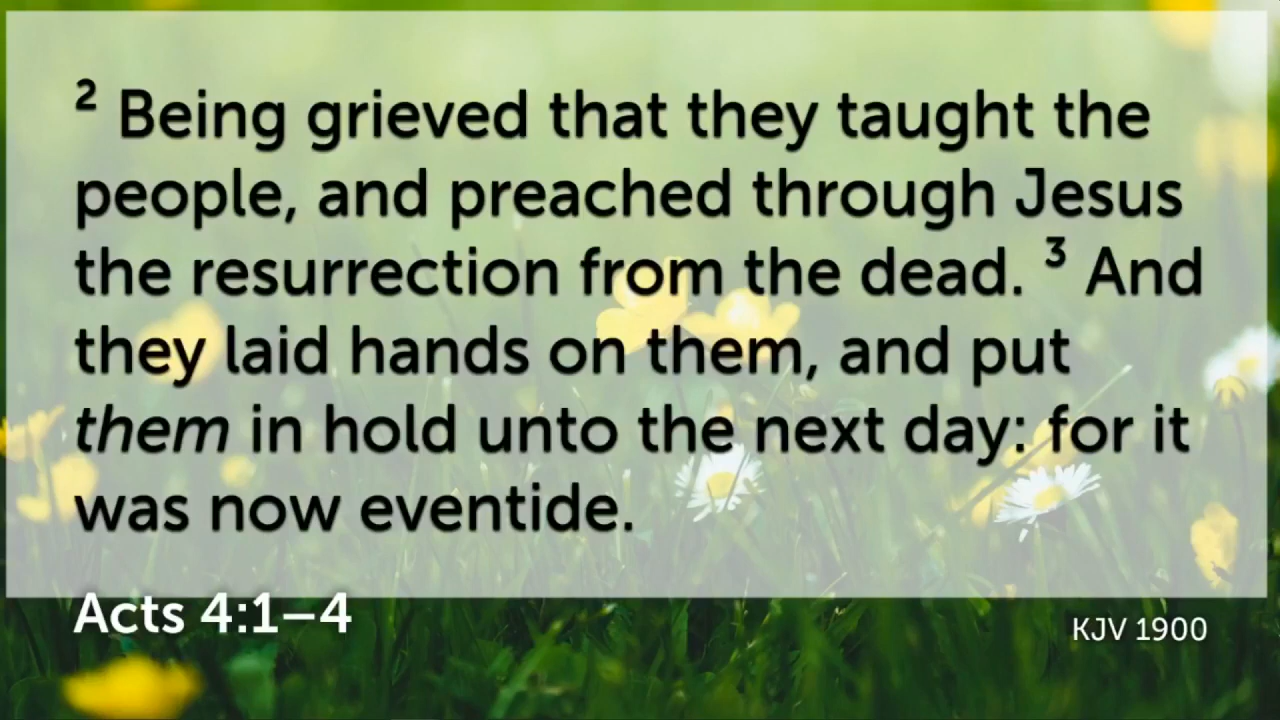 ² Being grieved that they taught the
people, and preached through Jesus
the resurrection from the dead. ³ And
they laid hands on them, and put
them in hold unto the next day: for it
was now eventide.
Acts 4:1–4
KJV 1900